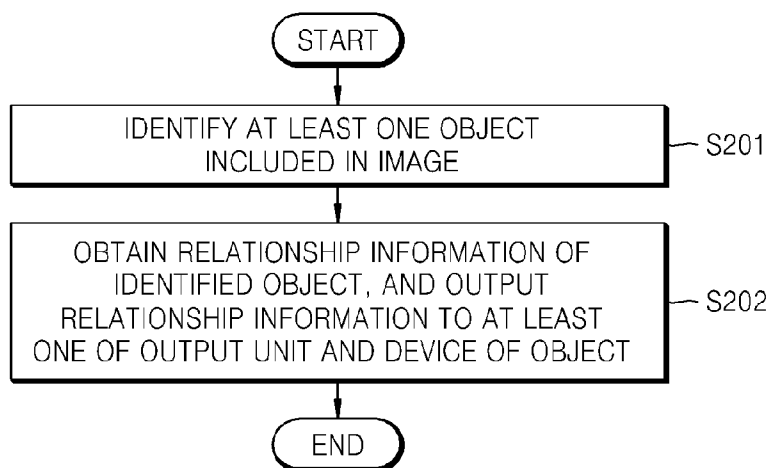 START
IDENTIFY AT LEAST ONE OBJECT
INCLUDED IN IMAGE
S201
OBTAIN RELATIONSHIP INFORMATION OF
IDENTIFIED OBJECT, AND OUTPUT
RELATIONSHIP INFORMATION TO AT LEAST
ONE OF OUTPUT UNIT AND DEVICE OF OBJECT
S202
END